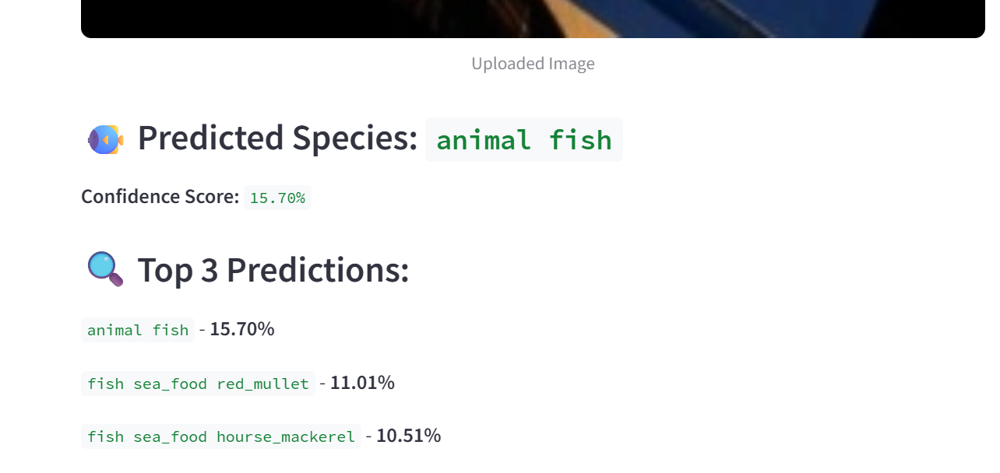 Uploaded Image
Predicted Species: animal fish
Confidence Score: 15.70%
Top 3 Predictions:
animal fish - 15.70%
fish sea_food red_mullet - 11.01%
fish sea_food hourse_mackerel - 10.51%